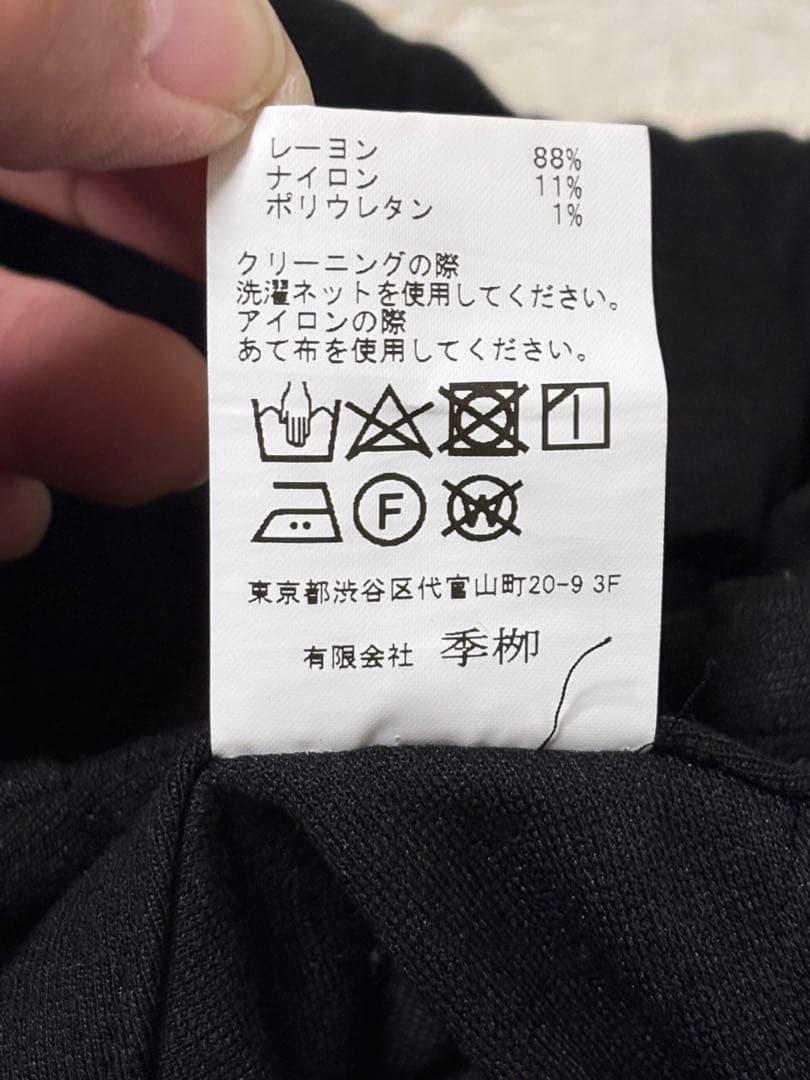 レーヨン 88%
ナイロン 11%
ポリウレタン 1%
クリーニングの際
洗濯ネットを使用してください。
アイロンの際
あて布を使用してください。
F W
東京都渋谷区代官山町20-9 3F
有限会社 季栁